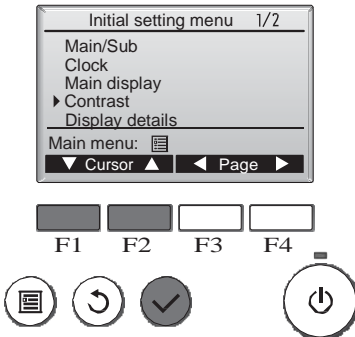 Initial setting menu 1/2
Main/Sub
Clock
Main display
Contrast
Display details
Main menu:
Cursor Page
F1 F2 F3 F4